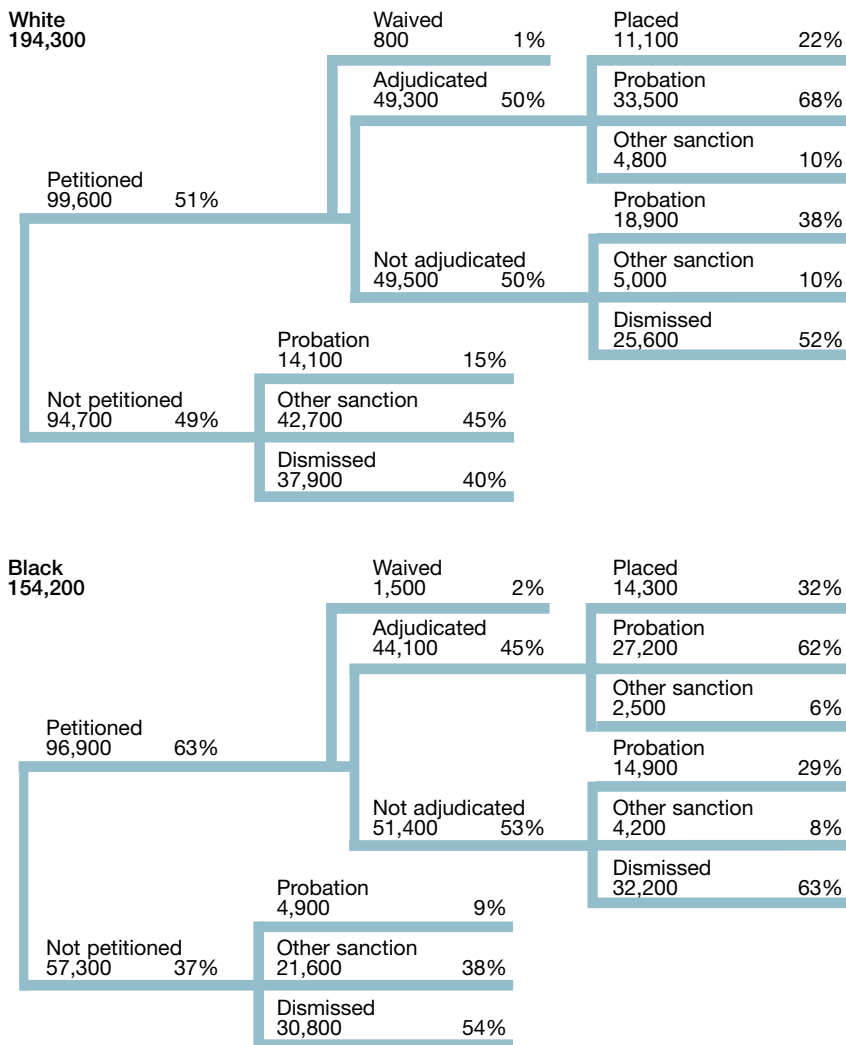 White
194,300
Waived
800 1%
Placed
11,100 22%
Adjudicated
49,300 50%
Probation
33,500 68%
Other sanction
4,800 10%
Petitioned
99,600 51%
Probation
18,900 38%
Not adjudicated
49,500 50%
Other sanction
5,000 10%
Dismissed
25,600 52%
Probation
14,100 15%
Not petitioned
94,700 49%
Other sanction
42,700 45%
Dismissed
37,900 40%
Black
154,200
Waived
1,500 2%
Placed
14,300 32%
Adjudicated
44,100 45%
Probation
27,200 62%
Other sanction
2,500 6%
Petitioned
96,900 63%
Probation
14,900 29%
Not adjudicated
51,400 53%
Other sanction
4,200 8%
Dismissed
32,200 63%
Probation
4,900 9%
Not petitioned
57,300 37%
Other sanction
21,600 38%
Dismissed
30,800 54%